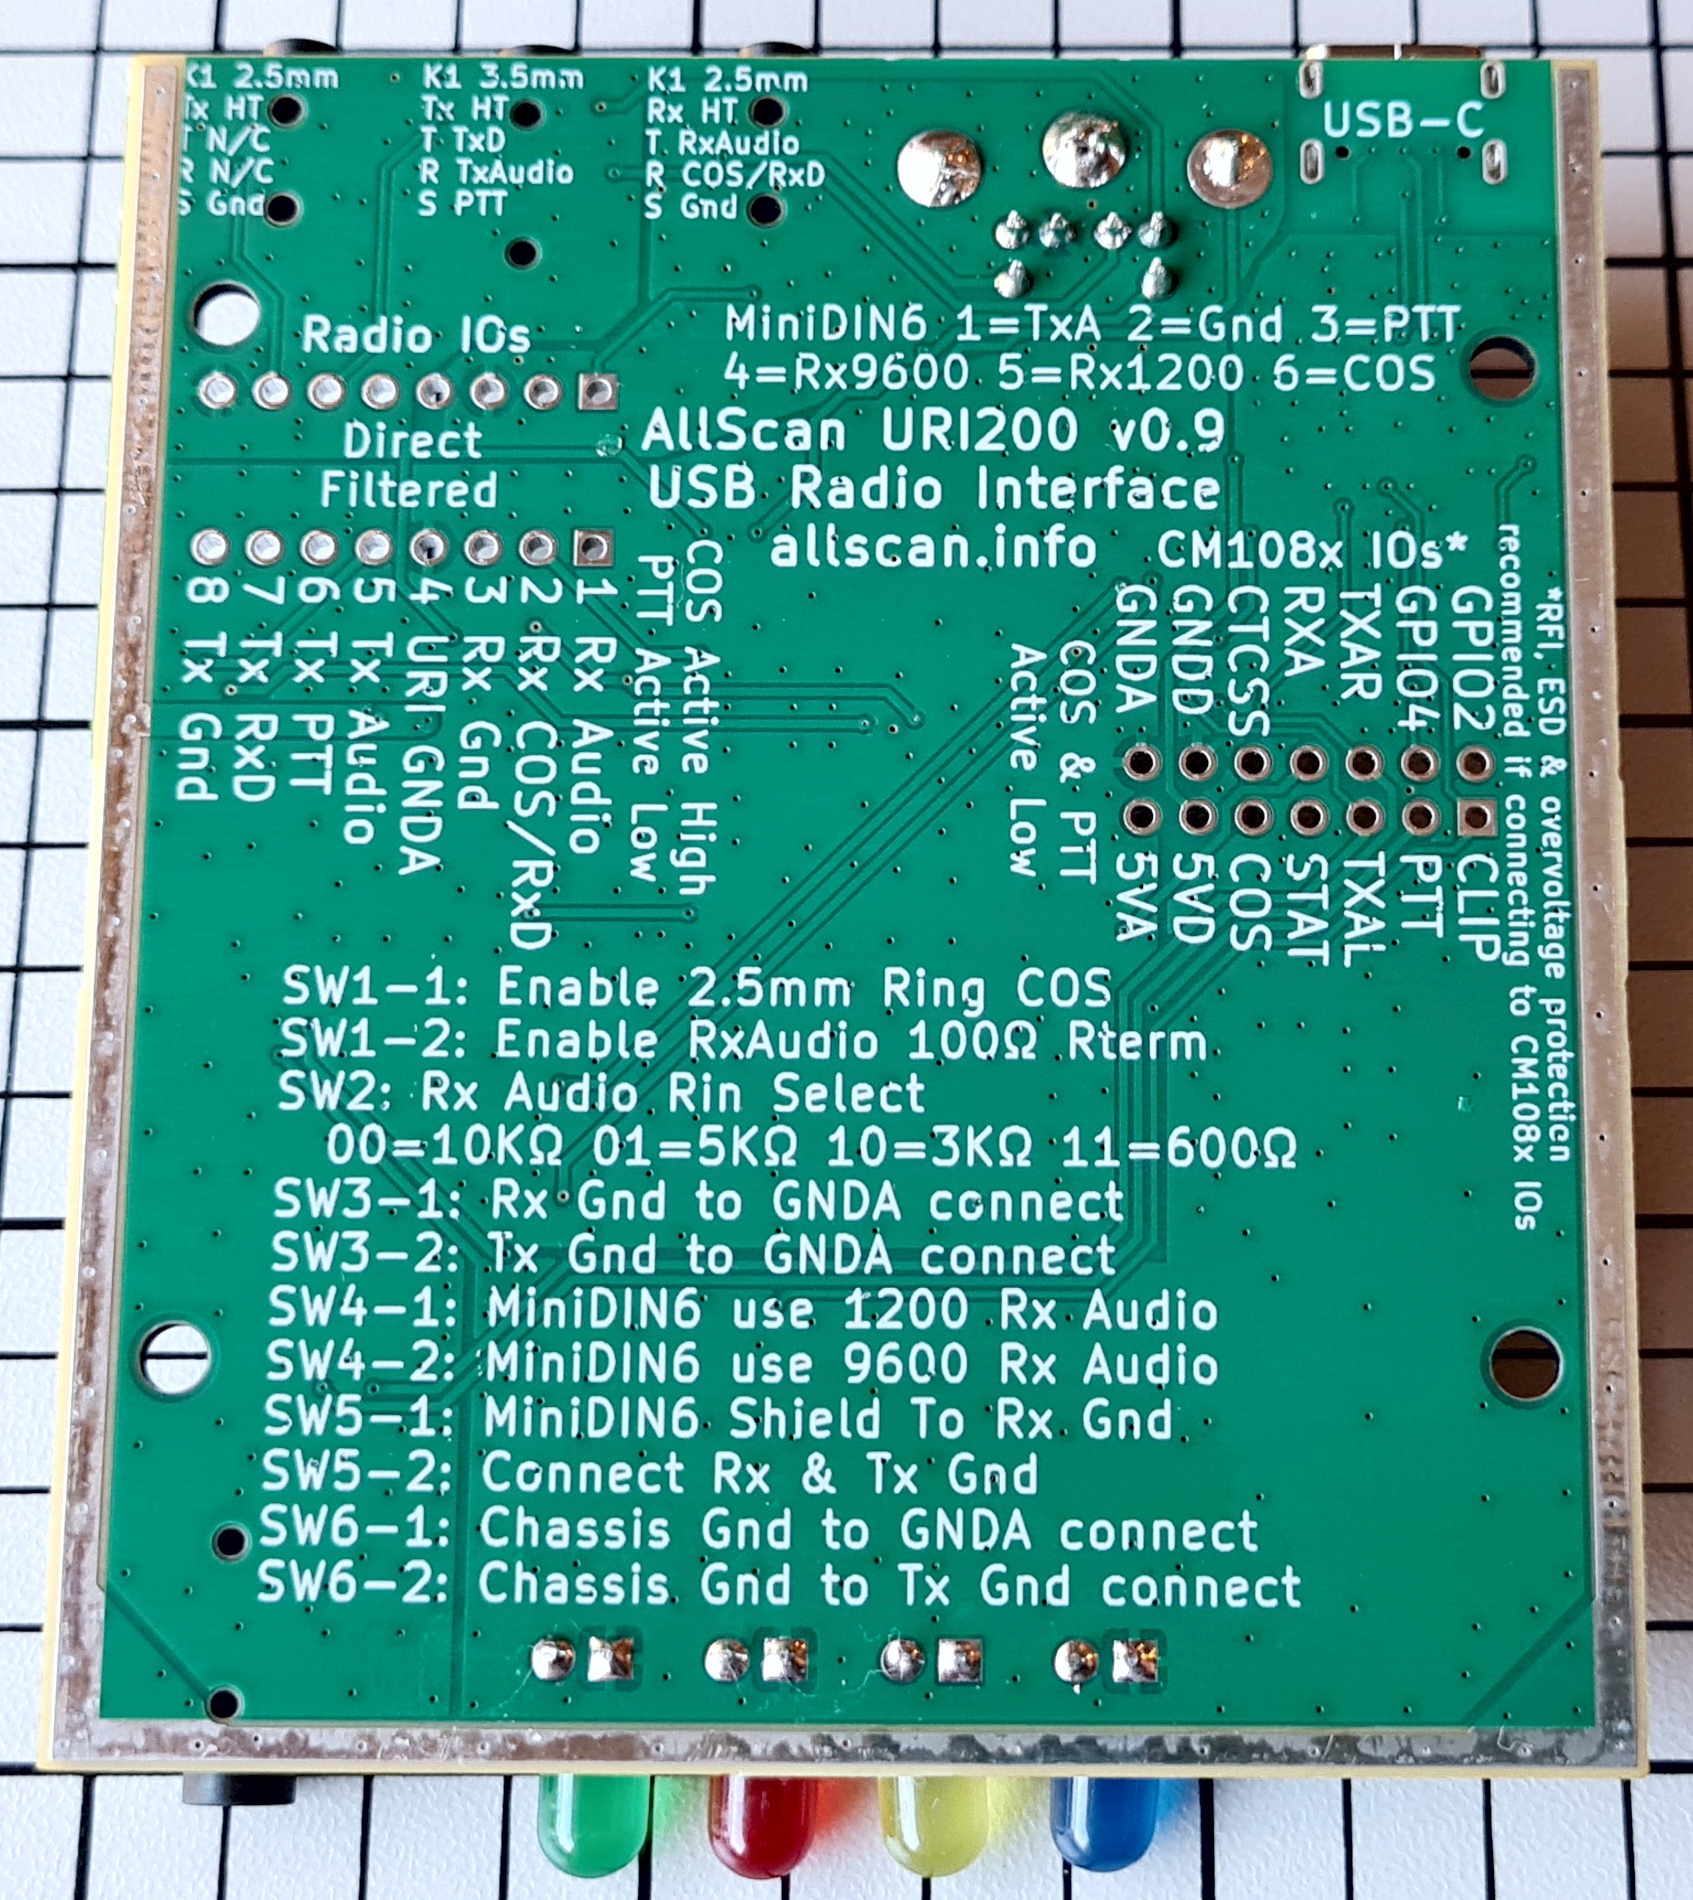 K1 2.5mm
Tx HT
T N/C
R N/C
S Gnd
K1 3.5mm
Tx HT
T TxD
R TxAudio
S PTT
K1 2.5mm
Rx HT
T RxAudio
R COS/RxD
S Gnd
USB-C
MiniDIN6 1=TxA 2=Gnd 3=PTT
4=Rx9600 5=Rx1200 6=COS
Radio IOs
Direct
Filtered
AllScan URI200 v0.9
USB Radio Interface
allscan.info
CM108x IOs*
8 Tx Gnd
7 Tx RxD
6 Tx PTT
5 Tx Audio
4 URI GNDA
3 Rx Gnd
2 Rx COS/RxD
1 Rx Audio
COS Active High
PTT Active Low
COS & PTT
Active Low
GNDA
GNDD
CTCSS
RXA
TXAR
GPIO4
GPIO2
5VA
5VD
COS
STAT
TXAL
PTT
CLIP
*RFI, ESD & overvoltage protection
recommended if connecting to CM108x IOs
SW1-1: Enable 2.5mm Ring COS
SW1-2: Enable RxAudio 100Ω Rterm
SW2: Rx Audio Rin Select
00=10KΩ 01=5KΩ 10=3KΩ 11=600Ω
SW3-1: Rx Gnd to GNDA connect
SW3-2: Tx Gnd to GNDA connect
SW4-1: MiniDIN6 use 1200 Rx Audio
SW4-2: MiniDIN6 use 9600 Rx Audio
SW5-1: MiniDIN6 Shield To Rx Gnd
SW5-2: Connect Rx & Tx Gnd
SW6-1: Chassis Gnd to GNDA connect
SW6-2: Chassis Gnd to Tx Gnd connect